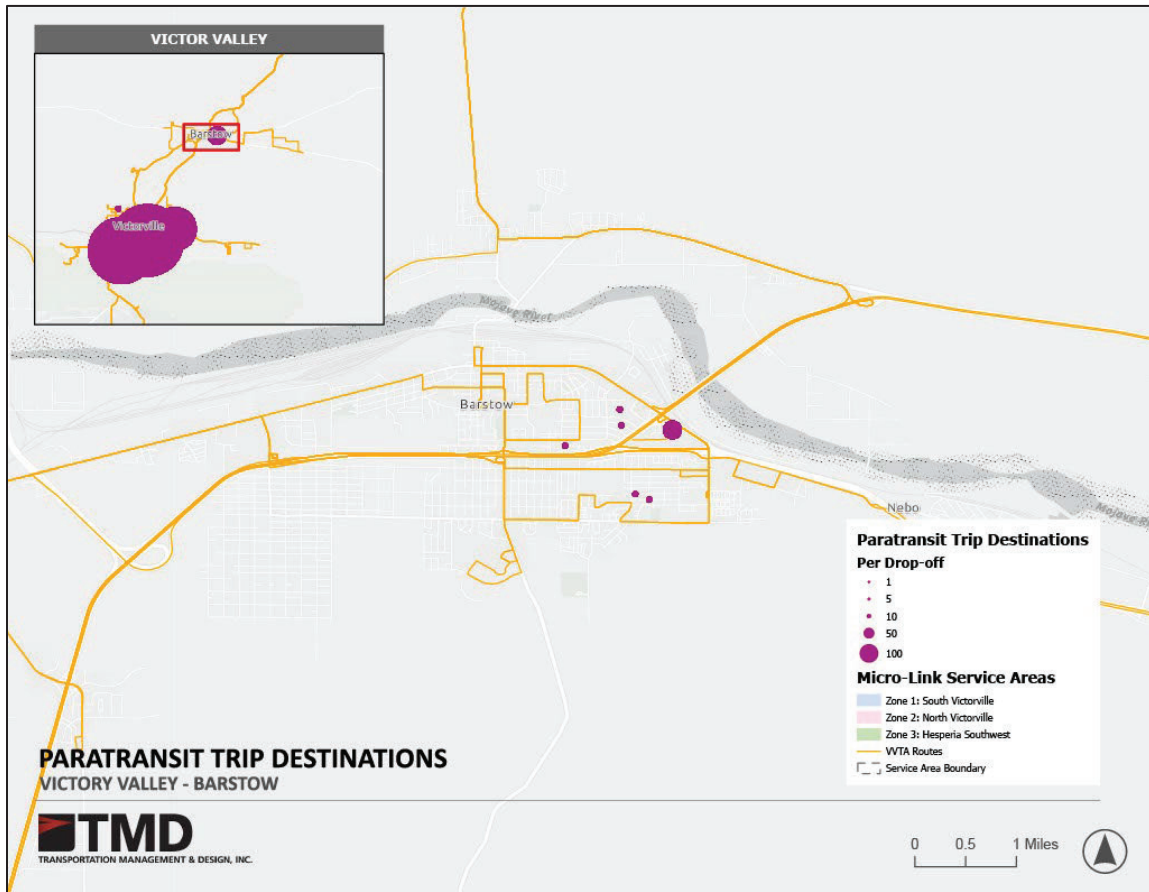 VICTOR VALLEY
Barstow
Victorville
Mojave River
Barstow
Nebo
Paratransit Trip Destinations
Per Drop-off
1
5
10
50
100
Micro-Link Service Areas
Zone 1: South Victorville
Zone 2: North Victorville
Zone 3: Hesperia Southwest
VVTA Routes
Service Area Boundary
PARATRANSIT TRIP DESTINATIONS
VICTORY VALLEY - BARSTOW
TMD
TRANSPORTATION MANAGEMENT & DESIGN, INC.
0 0.5 1 Miles